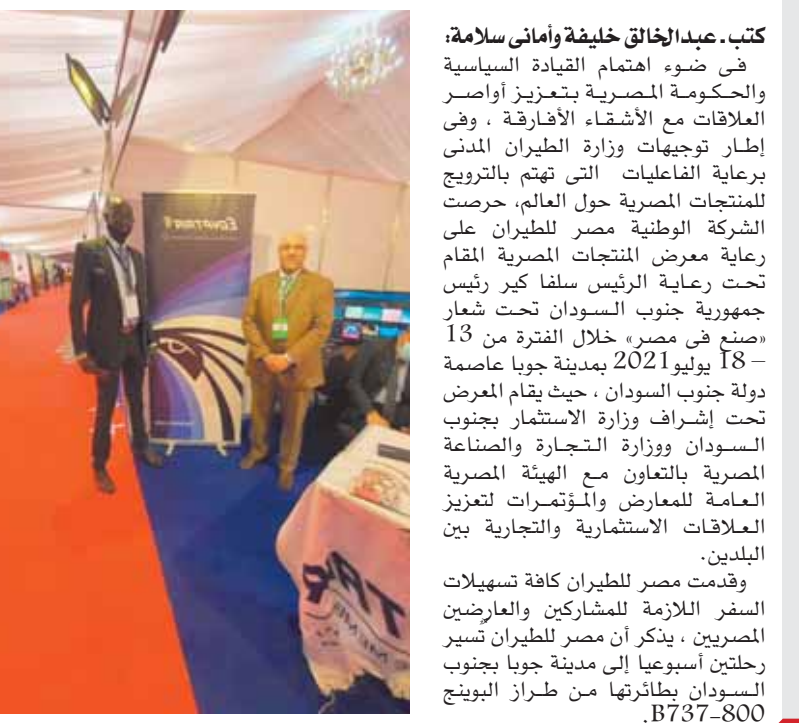 كتب ـ عبدالخالق خليفة وأمانى سلامة:
فى ضوء اهتمام القيادة السياسية
والحكومة المصرية بتعزيز أواصر
العلاقات مع الأشقاء الأفارقة ، وفى
إطار توجيهات وزارة الطيران المدنى
برعاية الفاعليات التى تهتم بالترويج
للمنتجات المصرية حول العالم، حرصت
الشركة الوطنية مصر للطيران على
رعاية معرض المنتجات المصرية المقام
تحت رعاية الرئيس سلفا كير رئيس
جمهورية جنوب السودان تحت شعار
«صنع فى مصر» خلال الفترة من 13
– 18 يوليو2021 بمدينة جوبا عاصمة
دولة جنوب السودان ، حيث يقام المعرض
تحت إشراف وزارة الاستثمار بجنوب
السودان ووزارة التجارة والصناعة
المصرية بالتعاون مع الهيئة المصرية
العامة للمعارض والمؤتمرات لتعزيز
العلاقات الاستثمارية والتجارية بين
البلدين.
وقدمت مصر للطيران كافة تسهيلات
السفر اللازمة للمشاركين والعارضين
المصريين ، يذكر أن مصر للطيران تُسير
رحلتين أسبوعيا إلى مدينة جوبا بجنوب
السودان بطائرتها من طراز البوينج
B737-800.
EGYPTAIR